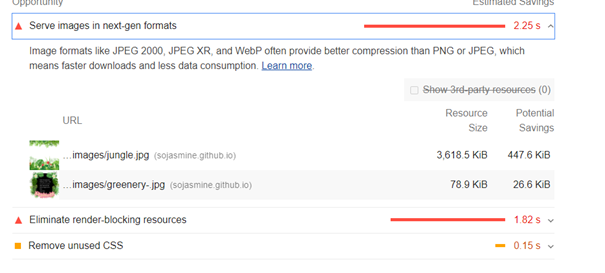 Opportunity Estimated Savings
Serve images in next-gen formats 2.25 s
Image formats like JPEG 2000, JPEG XR, and WebP often provide better compression than PNG or JPEG, which
means faster downloads and less data consumption. Learn more.
Show 3rd-party resources (0)
URL Resource Size Potential Savings
…images/jungle.jpg (sojasmine.github.io) 3,618.5 KiB 447.6 KiB
…images/greenery-.jpg (sojasmine.github.io) 78.9 KiB 26.6 KiB
Eliminate render-blocking resources 1.82 s
Remove unused CSS 0.15 s